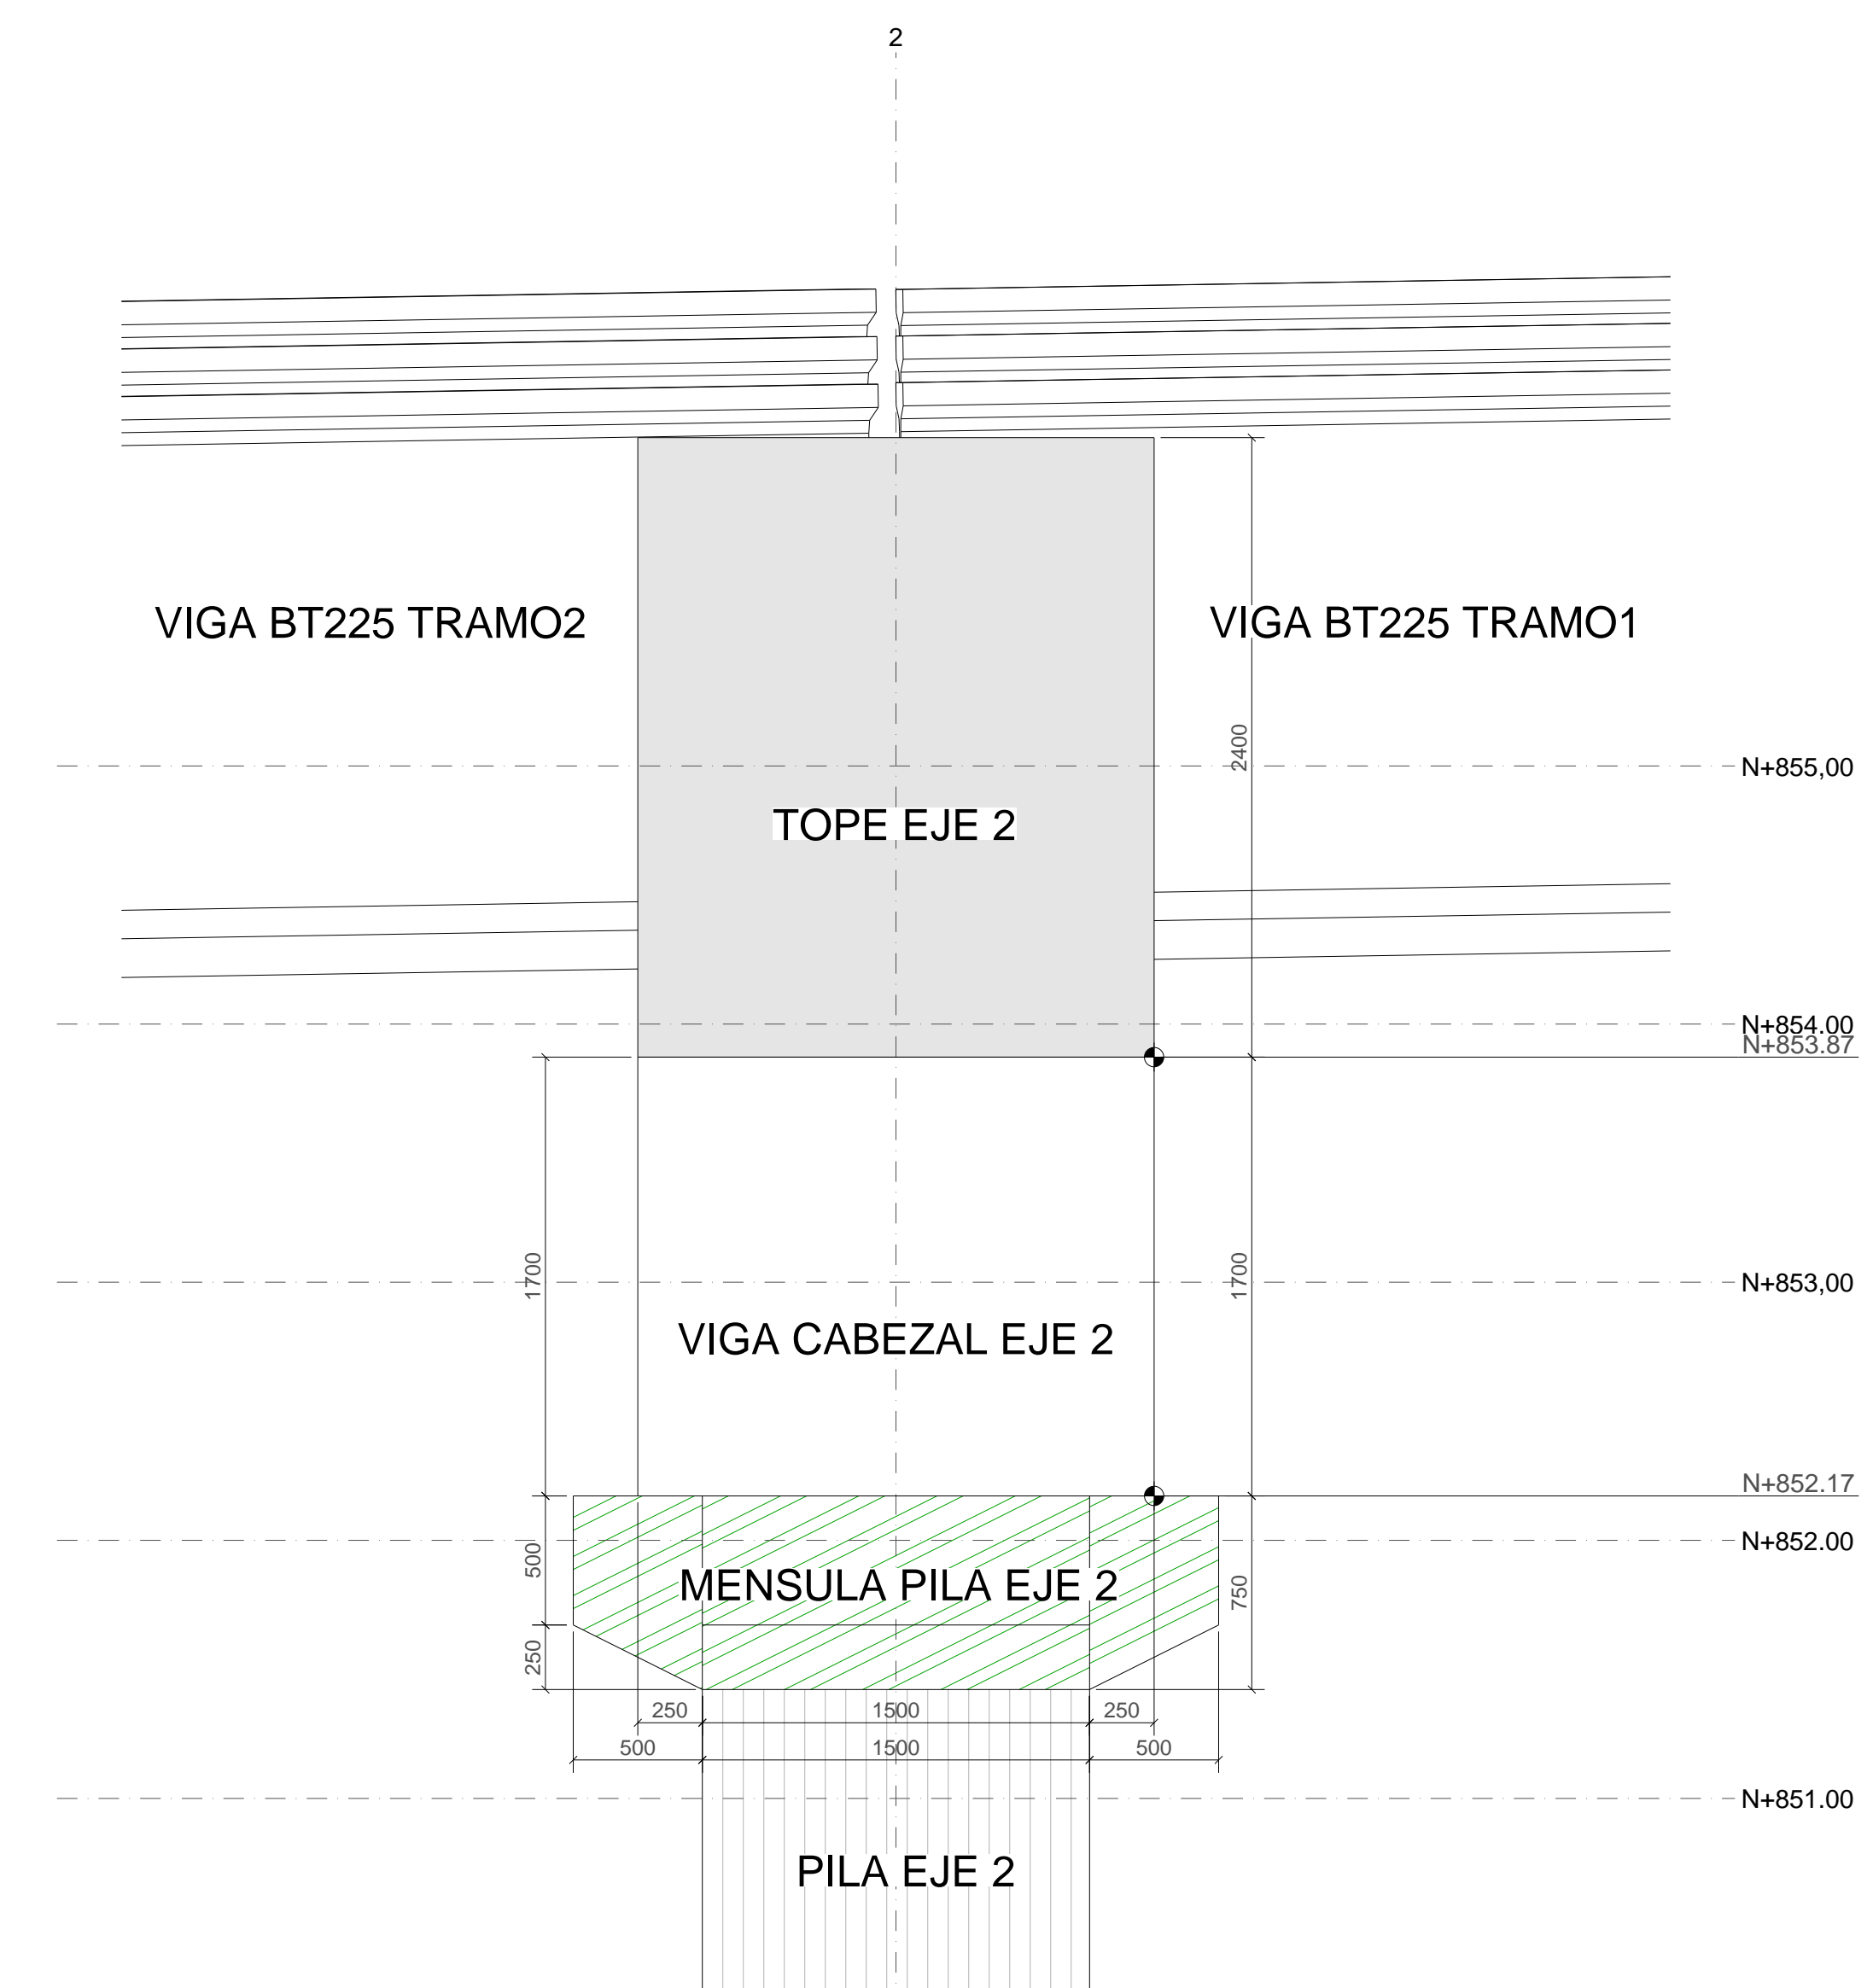 2
VIGA BT225 TRAMO2
VIGA BT225 TRAMO1
2400
N+855,00
TOPE EJE 2
N+854.00
N+853.87
1700
1700
N+853,00
VIGA CABEZAL EJE 2
N+852.17
N+852.00
500
MENSULA PILA EJE 2
750
250
250
1500
250
500
1500
500
N+851.00
PILA EJE 2